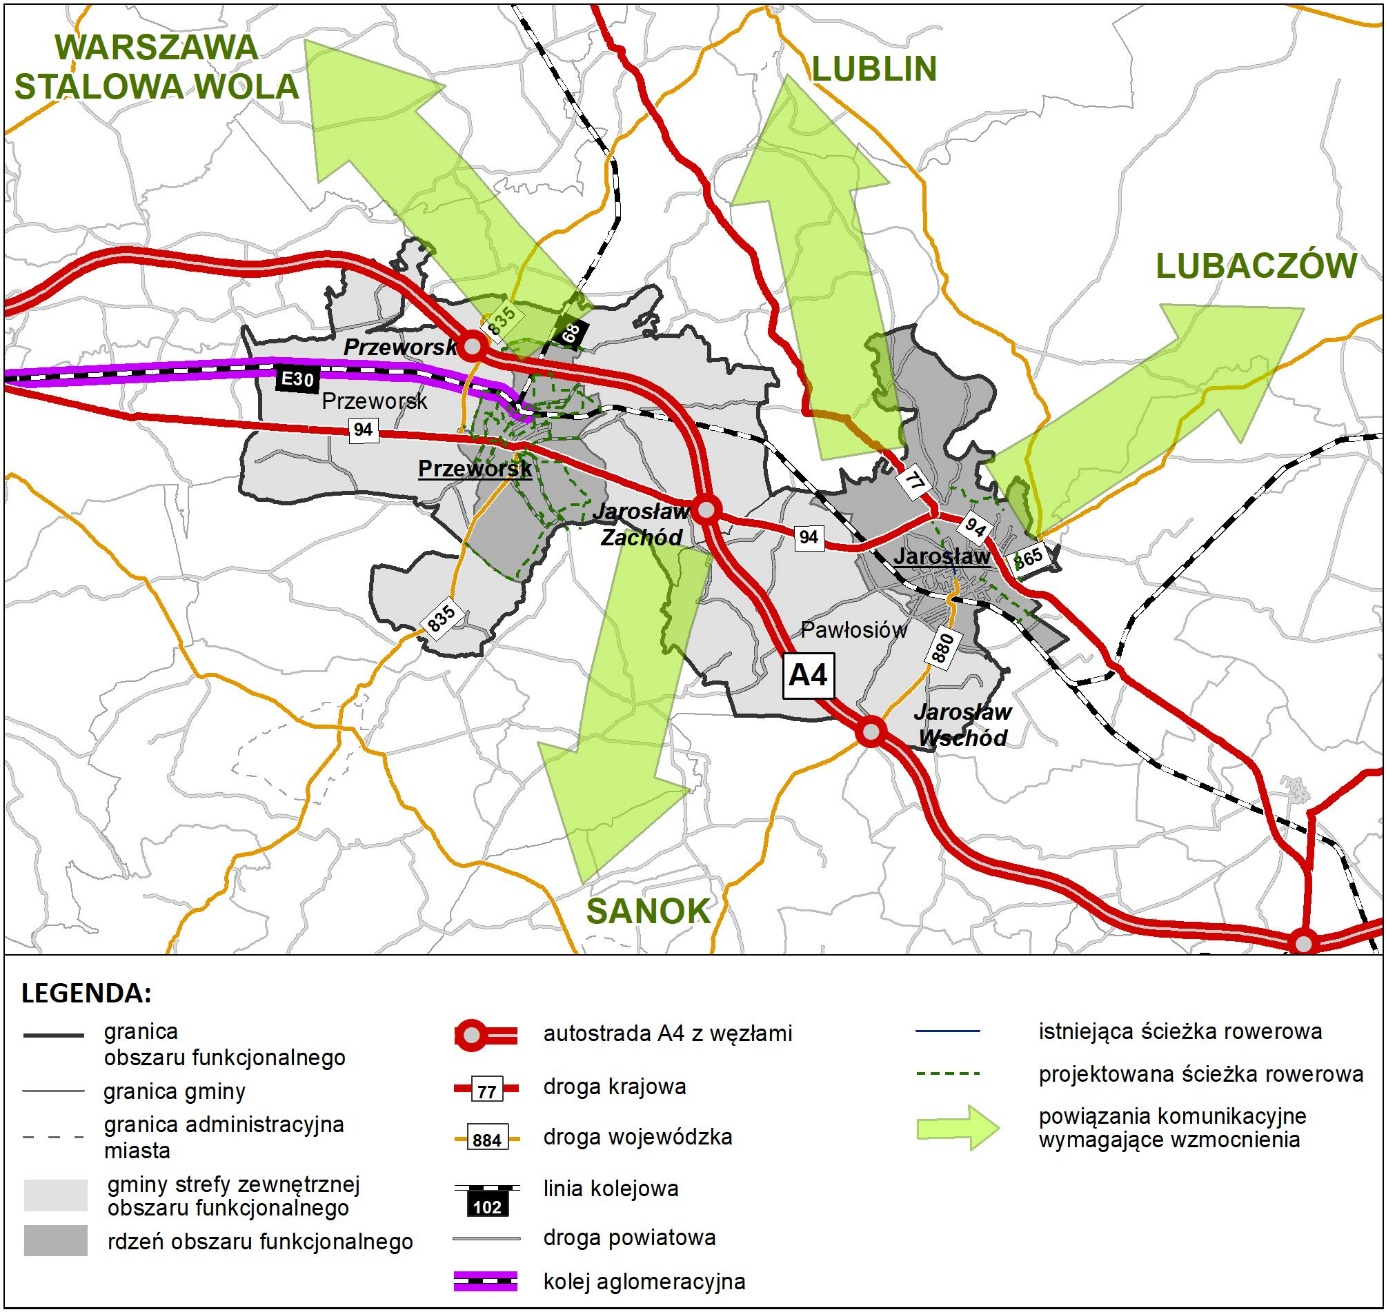 WARSZAWA
STALOWA WOLA
LUBLIN
LUBACZÓW
835
68
Przeworsk
E30
Przeworsk
94
Przeworsk
77
Jarosław
Zachód
94
94
Jarosław
865
835
Pawłosiów
880
A4
Jarosław
Wschód
SANOK
LEGENDA:
granica
obszaru funkcjonalnego
granica gminy
granica administracyjna
miasta
gminy strefy zewnętrznej
obszaru funkcjonalnego
rdzeń obszaru funkcjonalnego
autostrada A4 z węzłami
77
droga krajowa
884
droga wojewódzka
linia kolejowa
102
droga powiatowa
kolej aglomeracyjna
istniejąca ścieżka rowerowa
projektowana ścieżka rowerowa
powiązania komunikacyjne
wymagające wzmocnienia